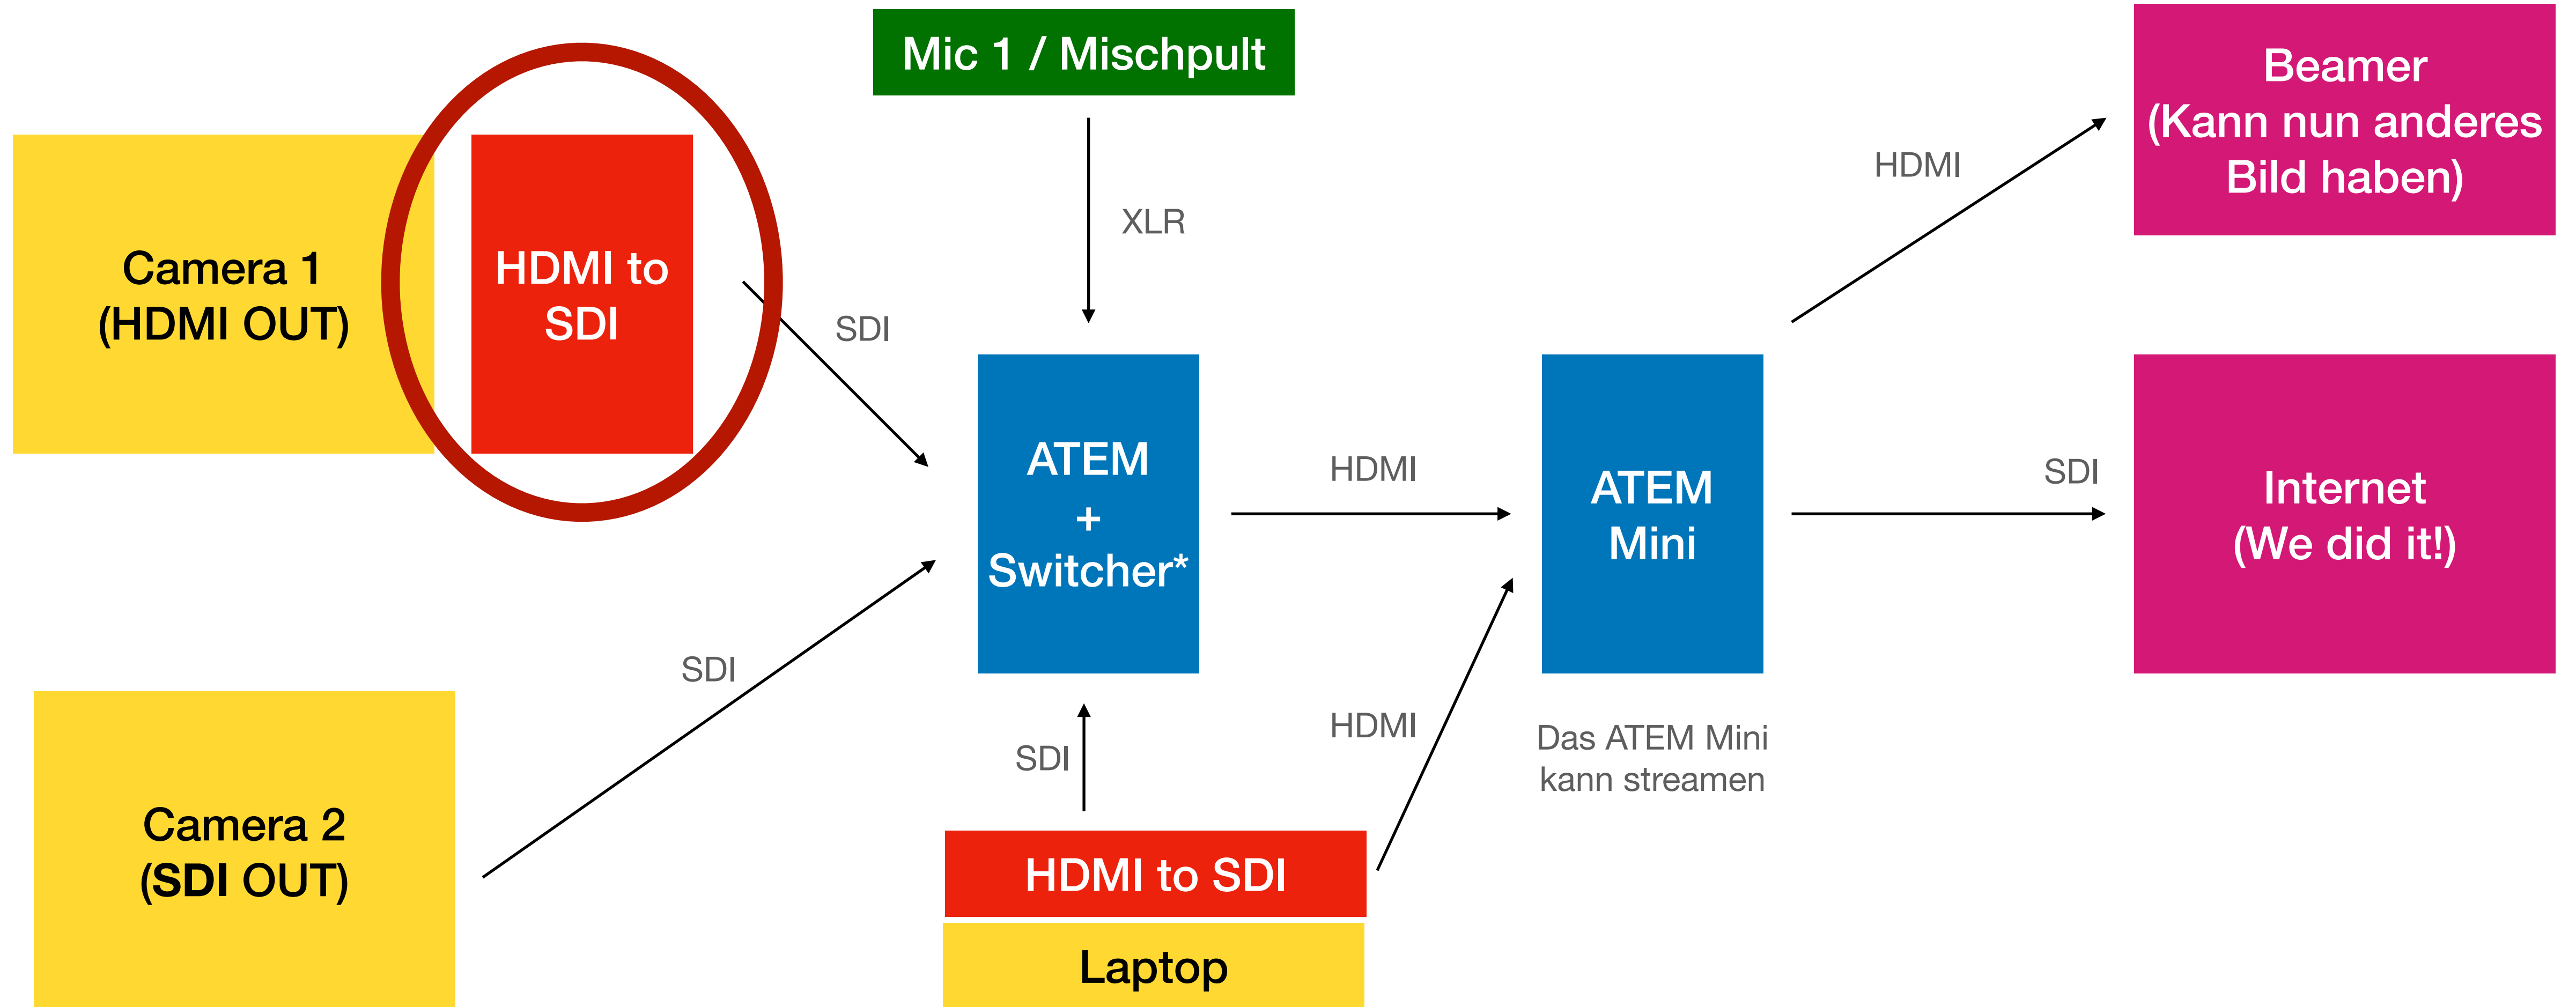 Mic 1 / Mischpult
Beamer
(Kann nun anderes
Bild haben)
HDMI
XLR
Camera 1
(HDMI OUT)
HDMI to
SDI
SDI
ATEM
+
Switcher*
HDMI
ATEM
Mini
SDI
Internet
(We did it!)
SDI
Camera 2
(SDI OUT)
SDI
HDMI
Das ATEM Mini
kann streamen
HDMI to SDI
Laptop